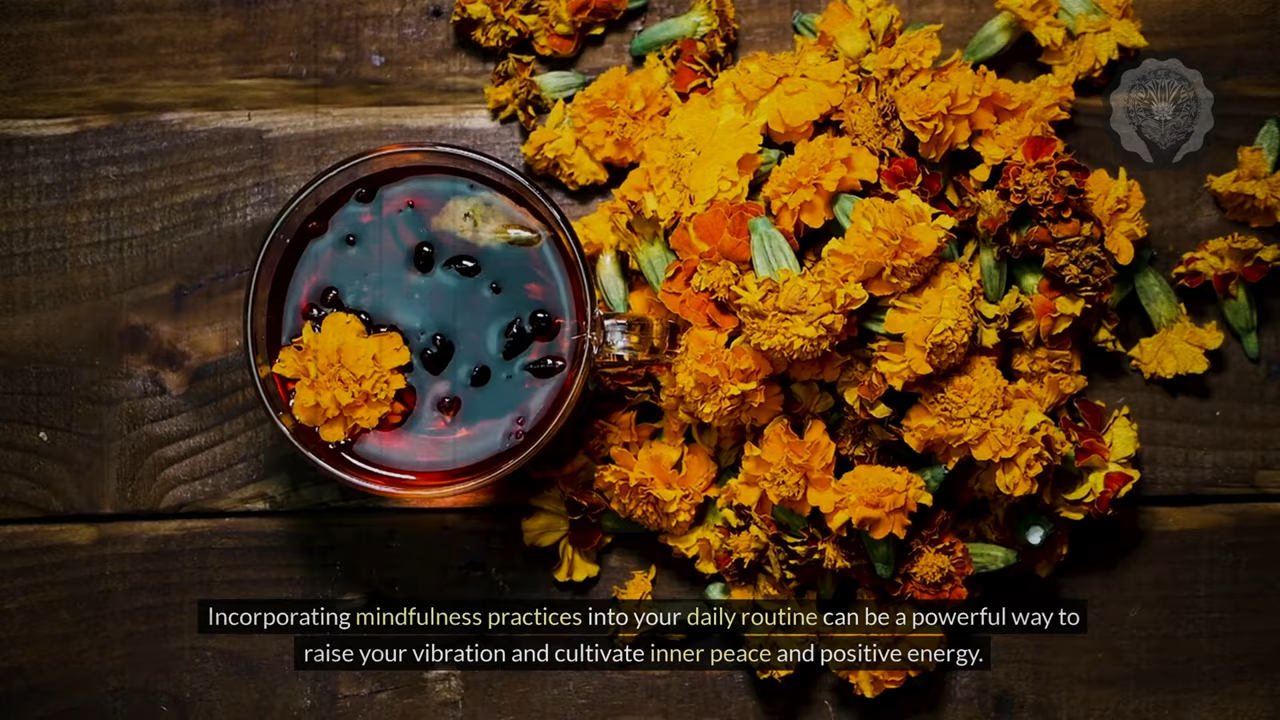 Incorporating mindfulness practices into your daily routine can be a powerful way to
raise your vibration and cultivate inner peace and positive energy.